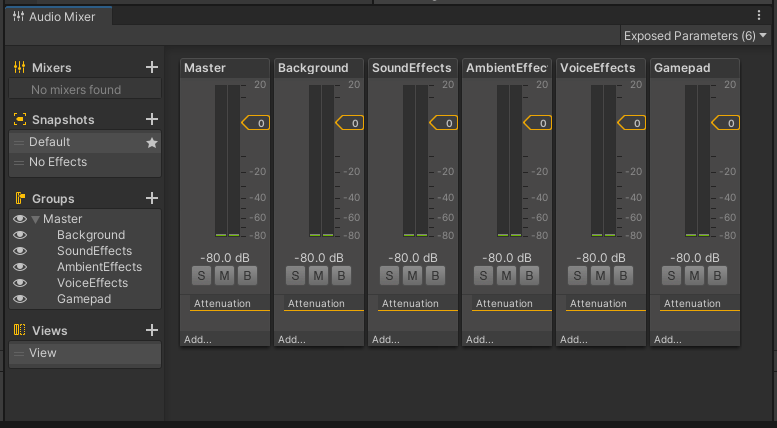 Audio Mixer
Exposed Parameters (6)
Mixers
No mixers found
Snapshots
Default
No Effects
Groups
Master
Background
SoundEffects
AmbientEffects
VoiceEffects
Gamepad
Views
View
Master
20
0
-20
-40
-60
-80
-80.0 dB
S M B
Attenuation
Add...
Background
20
0
-20
-40
-60
-80
-80.0 dB
S M B
Attenuation
Add...
SoundEffects
20
0
-20
-40
-60
-80
-80.0 dB
S M B
Attenuation
Add...
AmbientEffec
20
0
-20
-40
-60
-80
-80.0 dB
S M B
Attenuation
Add...
VoiceEffects
20
0
-20
-40
-60
-80
-80.0 dB
S M B
Attenuation
Add...
Gamepad
20
0
-20
-40
-60
-80
-80.0 dB
S M B
Attenuation
Add...